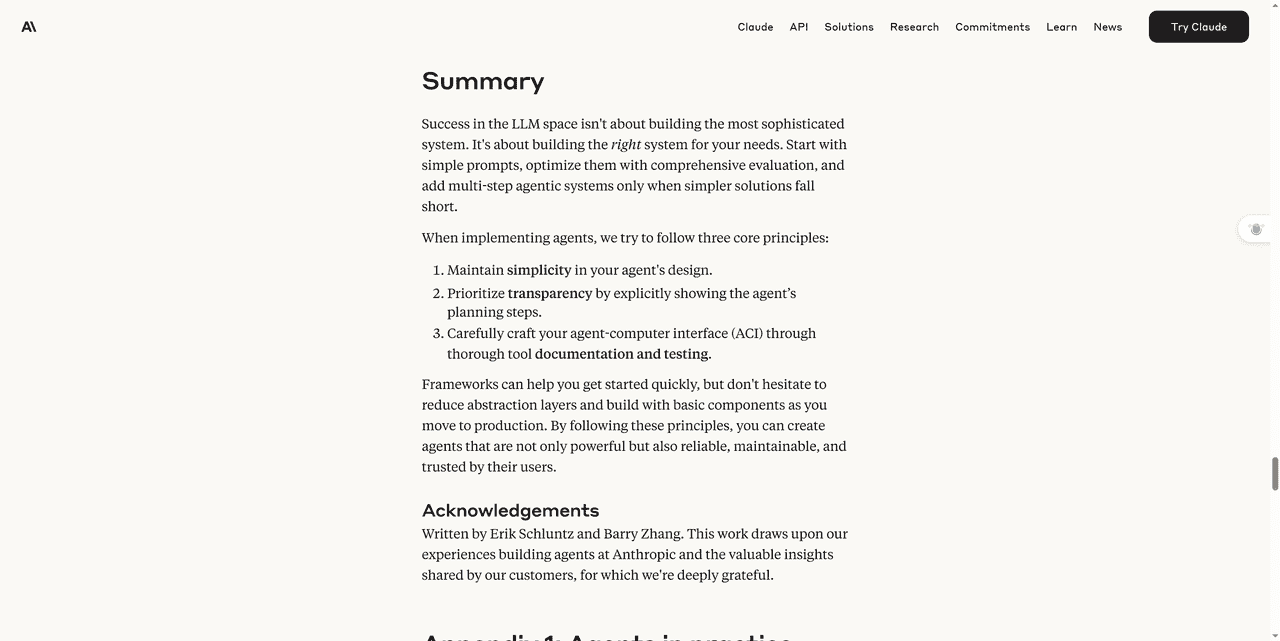 A\
Claude API Solutions Research Commitments Learn News Try Claude
Summary
Success in the LLM space isn't about building the most sophisticated
system. It's about building the right system for your needs. Start with
simple prompts, optimize them with comprehensive evaluation, and
add multi-step agentic systems only when simpler solutions fall
short.
When implementing agents, we try to follow three core principles:
1. Maintain simplicity in your agent's design.
2. Prioritize transparency by explicitly showing the agent’s
planning steps.
3. Carefully craft your agent-computer interface (ACI) through
thorough tool documentation and testing.
Frameworks can help you get started quickly, but don't hesitate to
reduce abstraction layers and build with basic components as you
move to production. By following these principles, you can create
agents that are not only powerful but also reliable, maintainable, and
trusted by their users.
Acknowledgements
Written by Erik Schluntz and Barry Zhang. This work draws upon our
experiences building agents at Anthropic and the valuable insights
shared by our customers, for which we're deeply grateful.
Appendix 1: Agents in practice